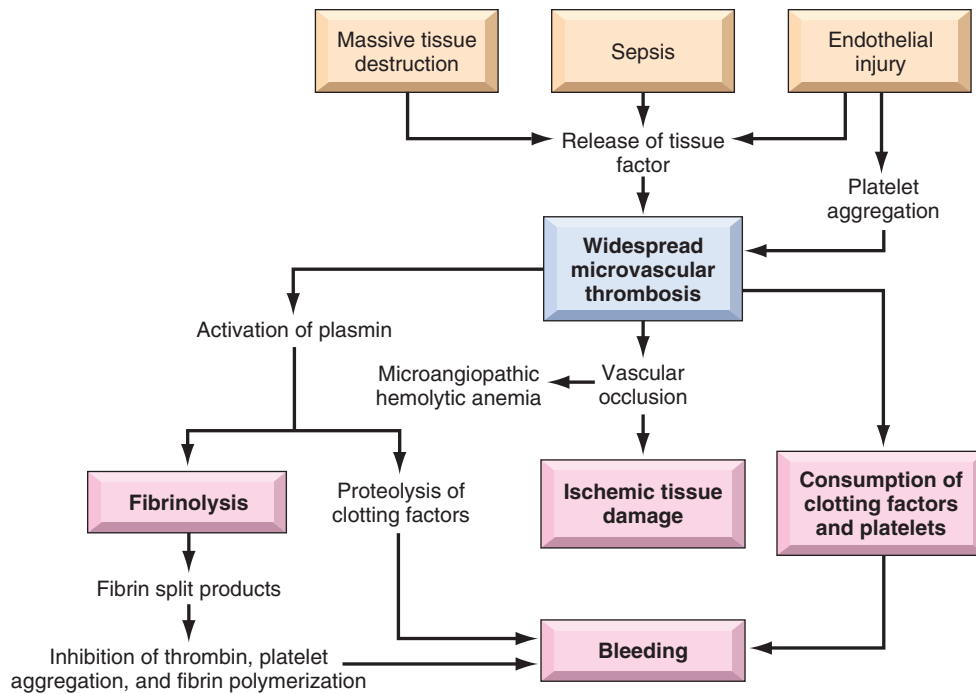 Massive tissue
destruction
Sepsis
Endothelial
injury
Release of tissue
factor
Platelet
aggregation
Widespread
microvascular
thrombosis
Activation of plasmin
Microangiopathic
hemolytic anemia
Vascular
occlusion
Fibrinolysis
Proteolysis of
clotting factors
Ischemic tissue
damage
Consumption of
clotting factors
and platelets
Fibrin split products
Inhibition of thrombin, platelet
aggregation, and fibrin polymerization
Bleeding